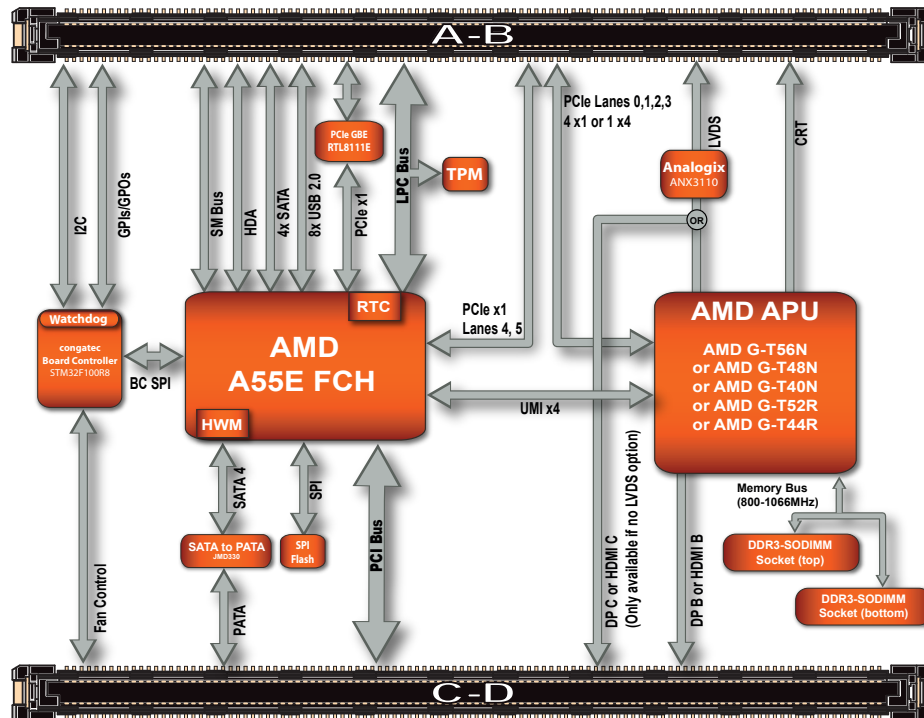 A-B
PCIe Lanes 0,1,2,3
4 x1 or 1 x4
LVDS
CRT
PCIe GBE
RTL8111E
TPM
Analogix
ANX3110
OR
I2C
GPIs/GPOs
SM Bus
HDA
4x SATA
8x USB 2.0
PCIe x1
LPC Bus
Watchdog
congatec
Board Controller
STM32F100R8
BC SPI
RTC
AMD
A55E FCH
HWM
PCIe x1
Lanes 4, 5
UMI x4
AMD APU
AMD G-T56N
or AMD G-T48N
or AMD G-T40N
or AMD G-T52R
or AMD G-T44R
Memory Bus
(800-1066MHz)
DDR3-SODIMM
Socket (top)
DDR3-SODIMM
Socket (bottom)
SATA 4
SPI
PCI Bus
SATA to PATA
JMD330
SPI
Flash
Fan Control
PATA
DP C or HDMI C
(Only available if no LVDS option)
DP B or HDMI B
C-D